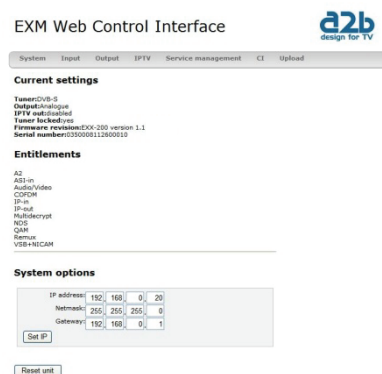 EXM Web Control Interface
a2b
design for TV
System Input Output IPTV Service management CI Upload
Current settings
Tuner:DVB-S
Output:Analogue
IPTV out:disabled
Tuner locked:yes
Firmware revision:EXX-200 version 1.1
Serial number:0350008112600010
Entitlements
A2
ASI-in
Audio/Video
COFDM
IP-in
IP-out
Multidecrypt
NDS
QAM
Remux
VSB+NICAM
System options
IP address: 192. 168. 0. 20
Netmask: 255. 255. 255. 0
Gateway: 192. 168. 0. 1
Set IP
Reset unit